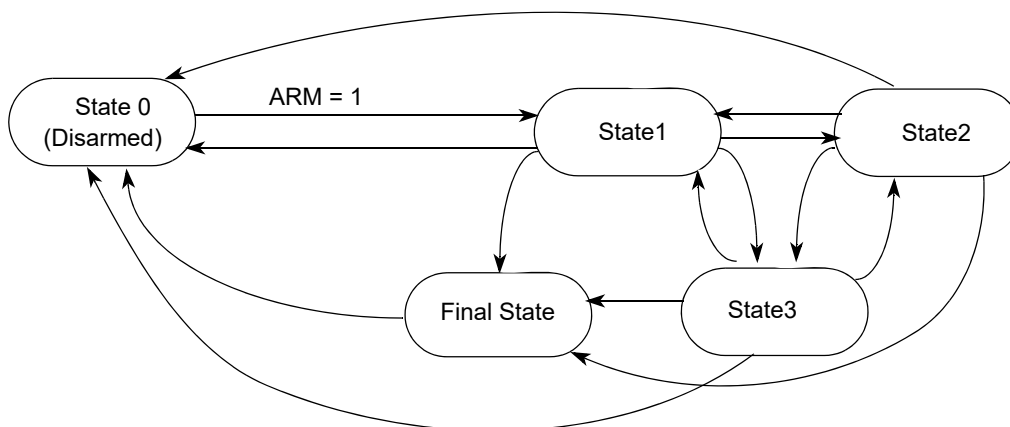 State 0
(Disarmed)
ARM = 1
State1
State2
Final State
State3